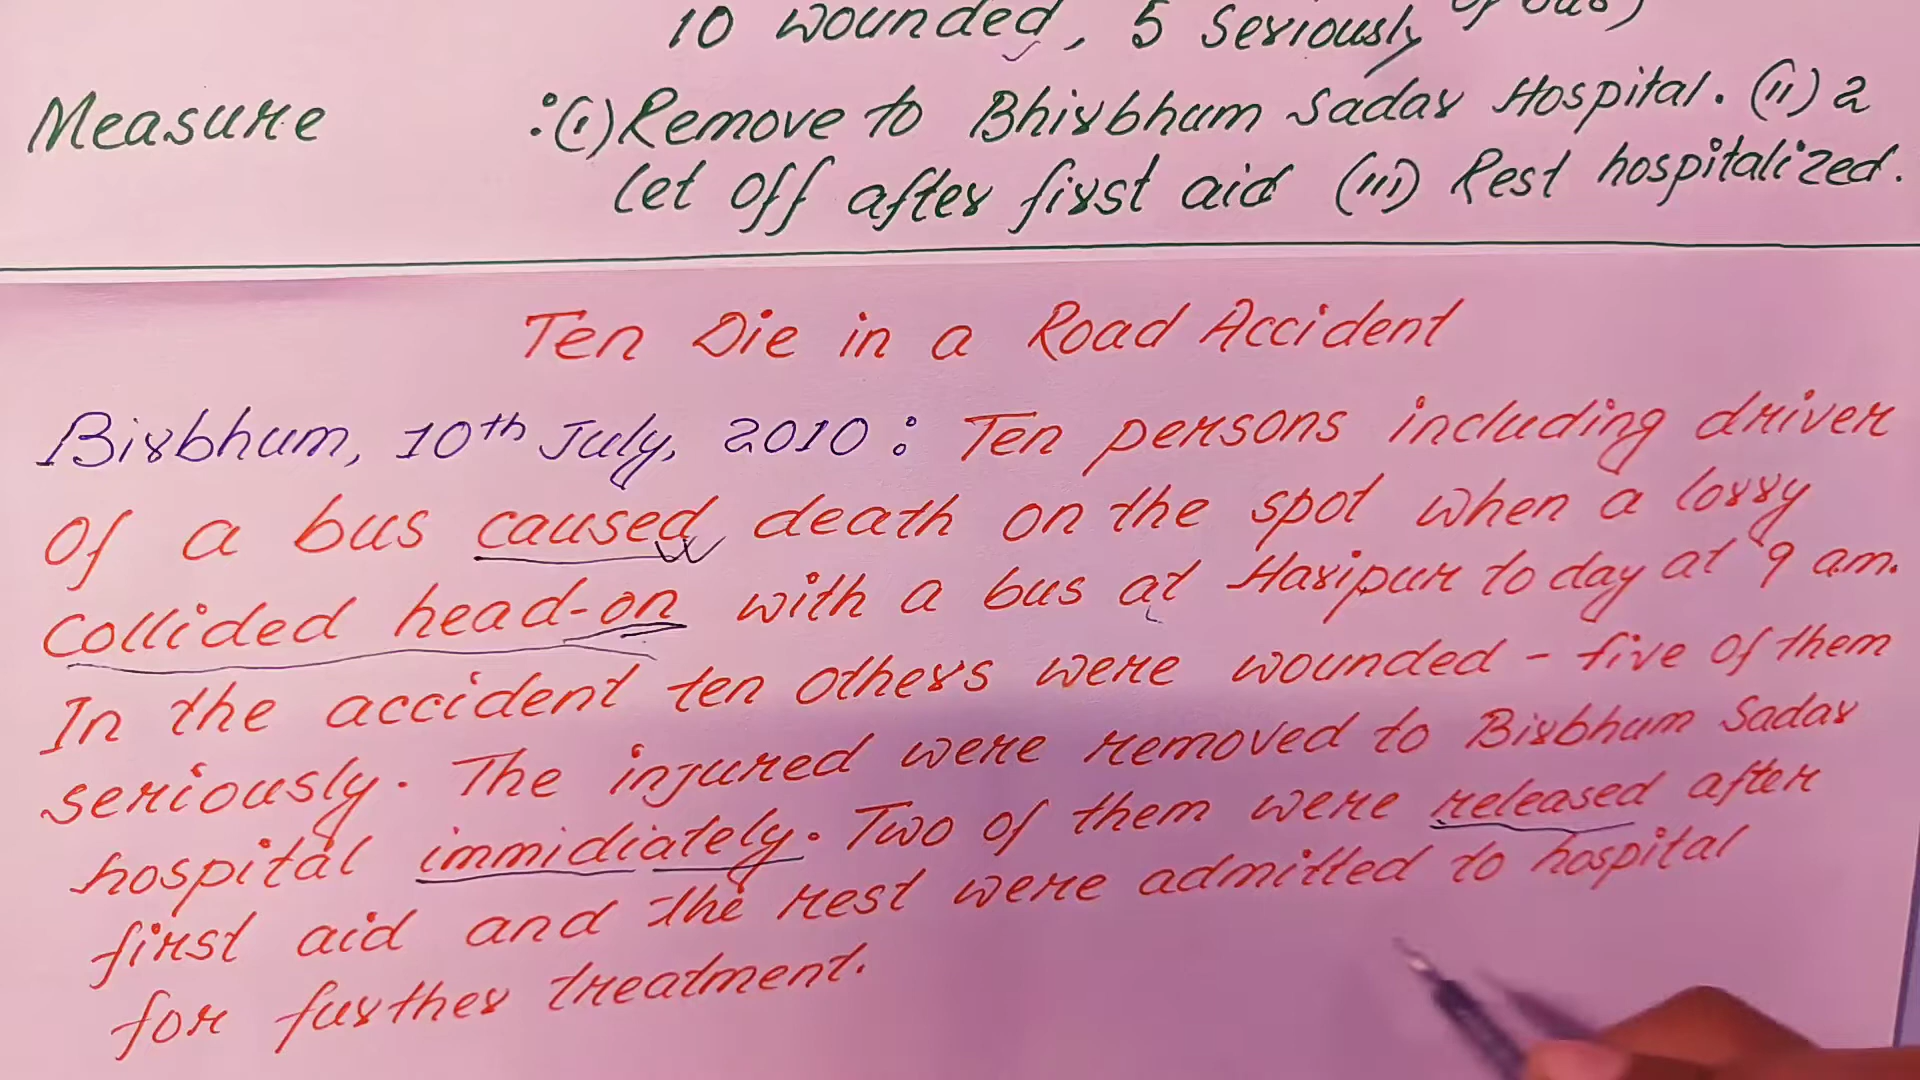 10 wounded, 5 seriously of bus)
Measure :(i) Remove to Bhirbhum Sadar Hospital. (ii) 2
let off after first aid (iii) Rest hospitalized.
Ten Die in a Road Accident
Birbhum, 10th July, 2010: Ten persons including driver
of a bus caused death on the spot when a lorry
collided head-on with a bus at Haripur today at 9 am.
In the accident ten others were wounded - five of them
seriously. The injured were removed to Birbhum Sadar
hospital immidiately. Two of them were released after
first aid and the rest were admitted to hospital
for further treatment.